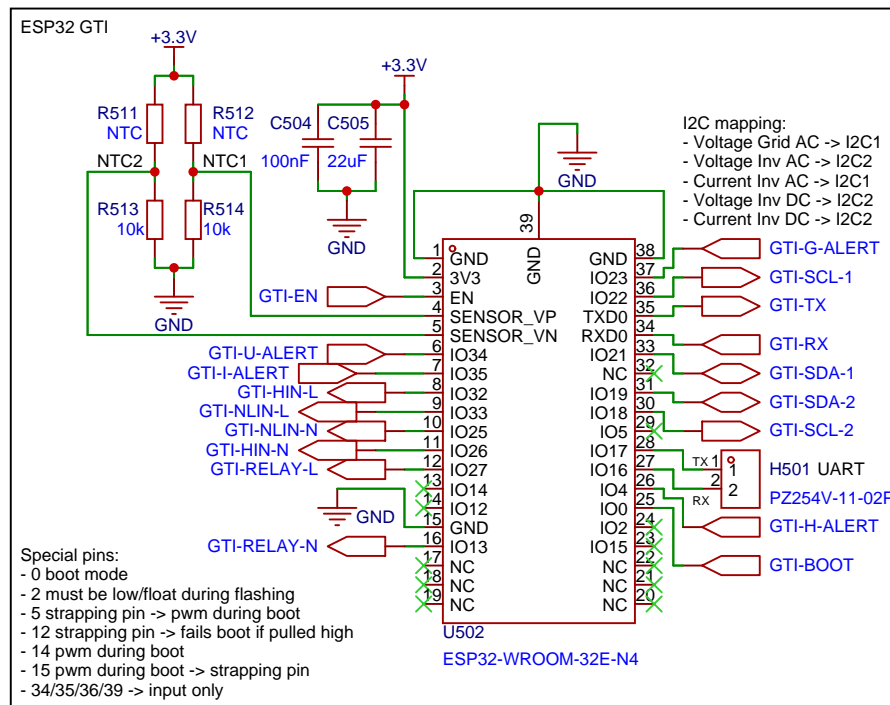 ESP32 GTI
+3.3V
+3.3V
R511
NTC
R512
NTC
C504
100nF
C505
22uF
NTC2
NTC1
R513
10k
R514
10k
GND
GND
GND
I2C mapping:
- Voltage Grid AC -> I2C1
- Voltage Inv AC -> I2C2
- Current Inv AC -> I2C1
- Voltage Inv DC -> I2C2
- Current Inv DC -> I2C2
39
GND
1 GND
2 3V3
GTI-EN 3 EN
4 SENSOR_VP
5 SENSOR_VN
GTI-U-ALERT 6 IO34
GTI-I-ALERT 7 IO35
GTI-HIN-L 8 IO32
GTI-NLIN-L 9 IO33
GTI-NLIN-N 10 IO25
GTI-HIN-N 11 IO26
GTI-RELAY-L 12 IO27
13 IO14
14 IO12
GND 15 GND
GTI-RELAY-N 16 IO13
17 NC
18 NC
19 NC
GND 38
IO23 37 GTI-G-ALERT
IO22 36 GTI-SCL-1
TXD0 35 GTI-TX
RXD0 34 GTI-RX
IO21 33 GTI-SDA-1
NC 32
IO19 31 GTI-SDA-2
IO18 30 GTI-SCL-2
IO5 29
IO17 28 TX 1 1
IO16 27 RX 2 2
H501 UART
PZ254V-11-02P
IO4 26 GTI-H-ALERT
IO0 25 GTI-BOOT
IO2 24
IO15 23
NC 22
NC 21
NC 20
U502
ESP32-WROOM-32E-N4
Special pins:
- 0 boot mode
- 2 must be low/float during flashing
- 5 strapping pin -> pwm during boot
- 12 strapping pin -> fails boot if pulled high
- 14 pwm during boot
- 15 pwm during boot -> strapping pin
- 34/35/36/39 -> input only